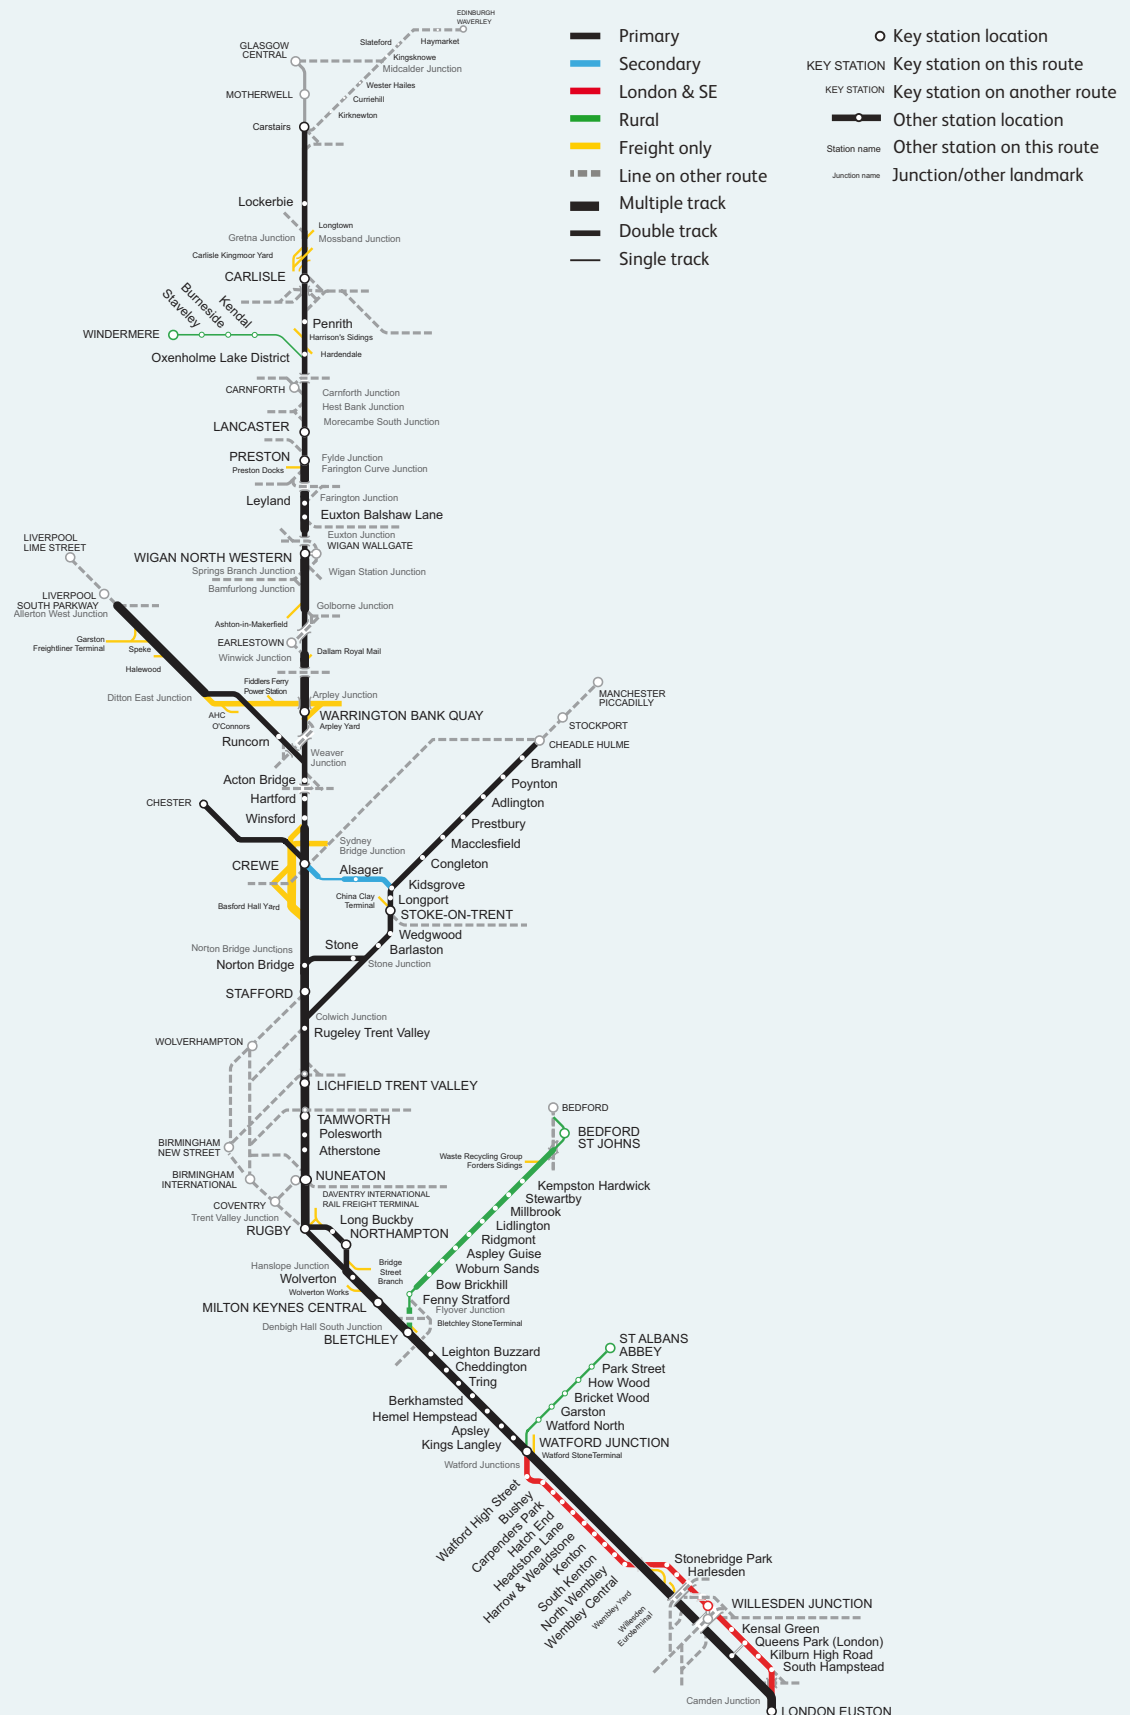 EDINBURGH
WAVERLEY
Slateford
Haymarket
GLASGOW
CENTRAL
Kingsknowe
Midcalder Junction
Wester Hailes
MOTHERWELL
Curriehill
Kirknewton
Carstairs
Primary
Secondary
London & SE
Rural
Freight only
Line on other route
Multiple track
Double track
Single track
Key station location
KEY STATION Key station on this route
KEY STATION Key station on another route
Other station location
Station name Other station on this route
Junction name Junction/other landmark
Lockerbie
Longtown
Gretna Junction
Mossband Junction
Carlisle Kingmoor Yard
CARLISLE
Kendal
Burneside
Staveley
WINDERMERE
Penrith
Harrison's Sidings
Oxenholme Lake District
Hardendale
CARNFORTH
Carnforth Junction
Hest Bank Junction
Morecambe South Junction
LANCASTER
PRESTON
Fylde Junction
Preston Docks
Farington Curve Junction
Leyland
Farington Junction
Euxton Balshaw Lane
Euxton Junction
LIVERPOOL
LIME STREET
WIGAN WALLGATE
WIGAN NORTH WESTERN
Springs Branch Junction
Wigan Station Junction
Bamfurlong Junction
LIVERPOOL
SOUTH PARKWAY
Allerton West Junction
Golborne Junction
Ashton-in-Makerfield
Garston
Freightliner Terminal
Speke
Halewood
EARLESTOWN
Winwick Junction
Dallam Royal Mail
Fiddlers Ferry
Power Station
Ditton East Junction
Arpley Junction
AHC
O'Connors
WARRINGTON BANK QUAY
Arpley Yard
Runcorn
Weaver
Junction
MANCHESTER
PICCADILLY
STOCKPORT
CHEADLE HULME
Bramhall
Poynton
Adlington
Prestbury
Macclesfield
Congleton
Acton Bridge
Hartford
CHESTER
Winsford
Sydney
Bridge Junction
CREWE
Alsager
Kidsgrove
China Clay
Terminal
Longport
Basford Hall Yard
STOKE-ON-TRENT
Wedgwood
Barlaston
Stone
Norton Bridge Junctions
Norton Bridge
Stone Junction
STAFFORD
Colwich Junction
Rugeley Trent Valley
WOLVERHAMPTON
LICHFIELD TRENT VALLEY
TAMWORTH
Polesworth
Atherstone
BIRMINGHAM
NEW STREET
BIRMINGHAM
INTERNATIONAL
NUNEATON
COVENTRY
Trent Valley Junction
RUGBY
DAVENTRY INTERNATIONAL
RAIL FREIGHT TERMINAL
Long Buckby
NORTHAMPTON
BEDFORD
BEDFORD
ST JOHNS
Waste Recycling Group
Forders Sidings
Kempston Hardwick
Stewartby
Millbrook
Lidlington
Ridgmont
Aspley Guise
Woburn Sands
Bow Brickhill
Fenny Stratford
Flyover Junction
Bletchley StoneTerminal
Hanslope Junction
Bridge
Street
Branch
Wolverton
Wolverton Works
MILTON KEYNES CENTRAL
Denbigh Hall South Junction
BLETCHLEY
Leighton Buzzard
Cheddington
Tring
Berkhamsted
Hemel Hempstead
Apsley
Kings Langley
ST ALBANS
ABBEY
Park Street
How Wood
Bricket Wood
Garston
Watford North
WATFORD JUNCTION
Watford StoneTerminal
Watford Junctions
Watford High Street
Bushey
Carpenders Park
Hatch End
Headstone Lane
Harrow & Wealdstone
Kenton
South Kenton
North Wembley
Wembley Central
Wembley Yard
Willesden
Euroterminal
Stonebridge Park
Harlesden
WILLESDEN JUNCTION
Kensal Green
Queens Park (London)
Kilburn High Road
South Hampstead
Camden Junction
LONDON EUSTON